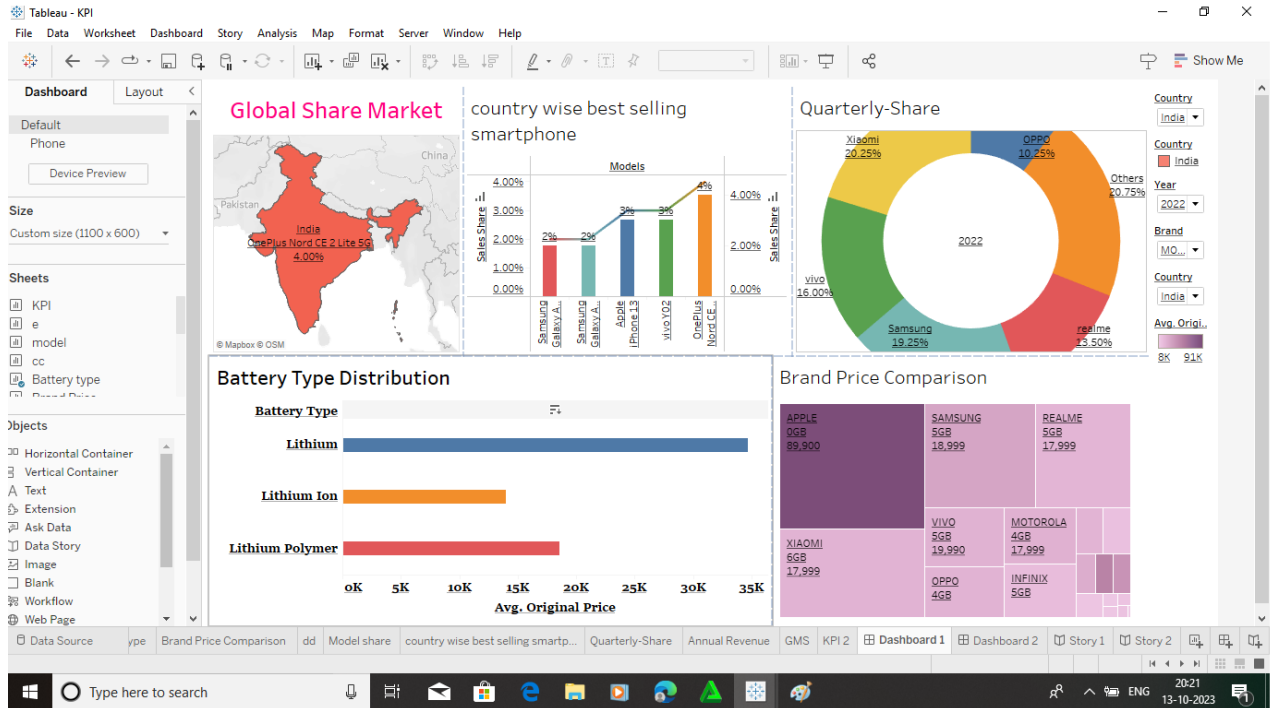 Tableau - KPI
File Data Worksheet Dashboard Story Analysis Map Format Server Window Help
Show Me
Dashboard Layout
Default
Phone
Device Preview
Size
Custom size (1100 x 600)
Sheets
KPI
e
model
cc
Battery type
Objects
Horizontal Container
Vertical Container
Text
Extension
Ask Data
Data Story
Image
Blank
Workflow
Web Page
Global Share Market
China
Pakistan
India
OnePlus Nord CE 2 Lite 5G
4.00%
© Mapbox © OSM
country wise best selling
smartphone
Models
4.00%
3.00%
2.00%
1.00%
0.00%
Sales Share
2%
2%
3%
3%
4%
4.00%
2.00%
0.00%
Sales Share
Samsung
Galaxy A..
Samsung
Galaxy A..
Apple
iPhone 13
vivo Y02
OnePlus
Nord CE..
Quarterly-Share
Xiaomi
20.25%
OPPO
10.25%
Others
20.75%
2022
vivo
16.00%
Samsung
19.25%
realme
13.50%
Country
India
Country
India
Year
2022
Brand
MO...
Country
India
Avg. Origi..
8K 91K
Battery Type Distribution
Battery Type
Lithium
Lithium Ion
Lithium Polymer
0K 5K 10K 15K 20K 25K 30K 35K
Avg. Original Price
Brand Price Comparison
APPLE
0GB
89,900
SAMSUNG
5GB
18,999
REALME
5GB
17,999
XIAOMI
6GB
17,999
VIVO
5GB
19,990
MOTOROLA
4GB
17,999
OPPO
4GB
INFINIX
5GB
Data Source ype Brand Price Comparison dd Model share country wise best selling smartp... Quarterly-Share Annual Revenue GMS KPI 2 Dashboard 1 Dashboard 2 Story 1 Story 2
Type here to search
ENG
20:21
13-10-2023